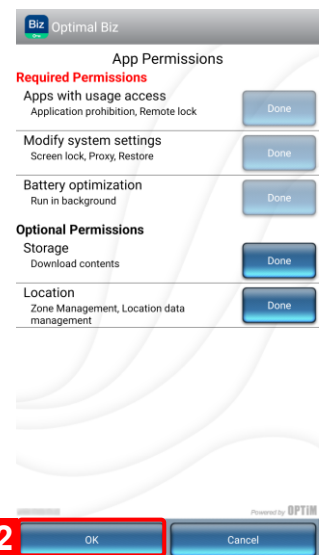 Biz
Optimal Biz
App Permissions
Required Permissions
Apps with usage access
Application prohibition, Remote lock
Done
Modify system settings
Screen lock, Proxy, Restore
Done
Battery optimization
Run in background
Done
Optional Permissions
Storage
Download contents
Done
Location
Zone Management, Location data
management
Done
Powered by OPTiM
2
OK
Cancel